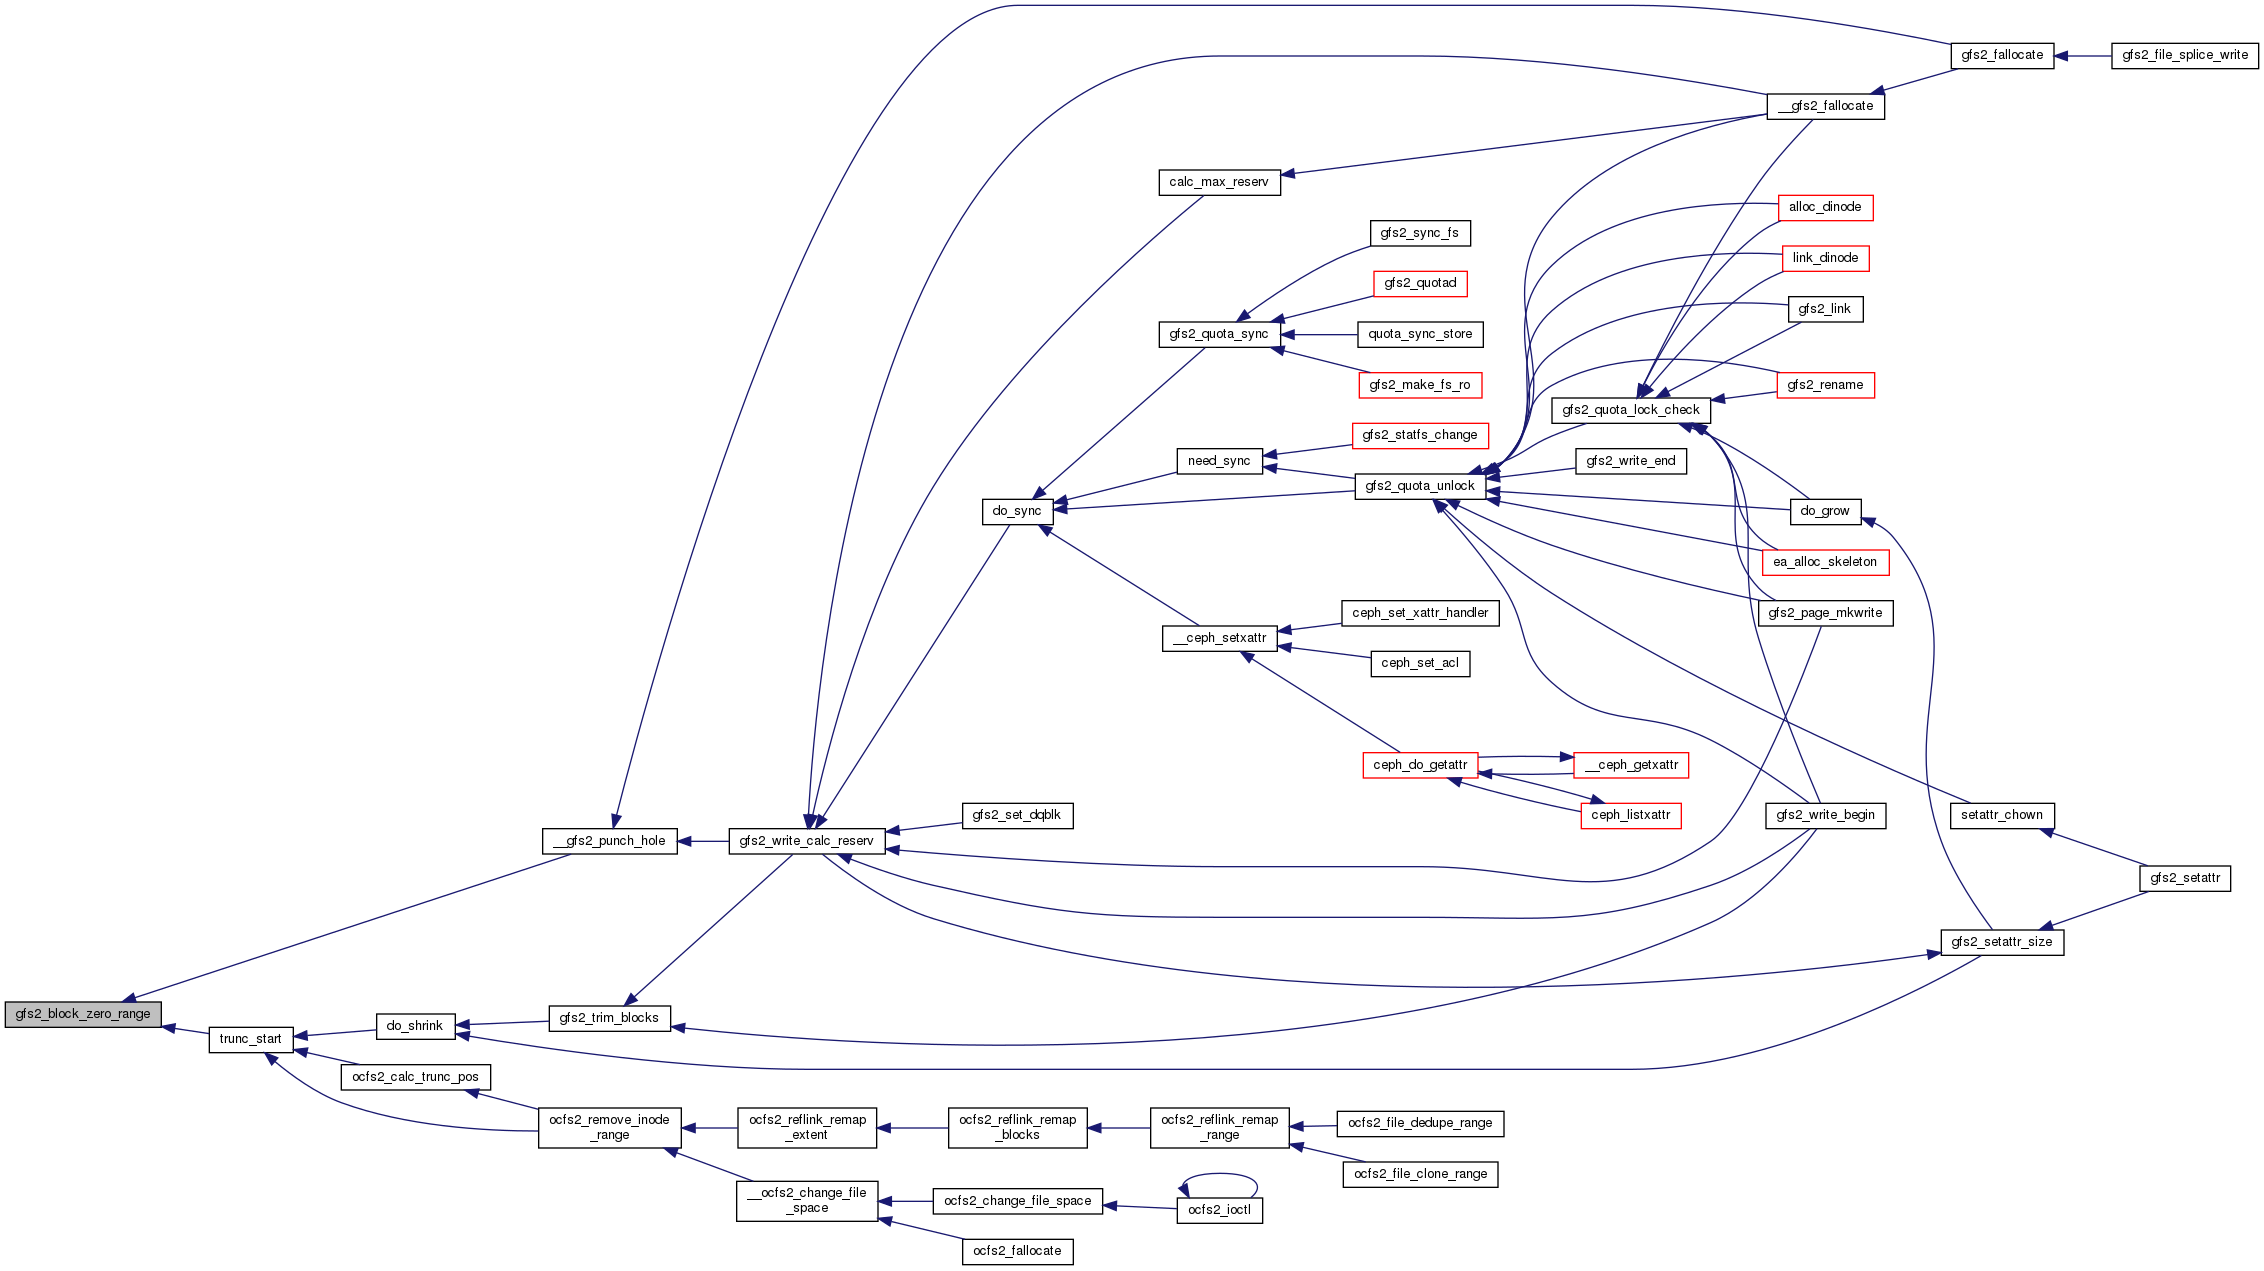 gfs2_fallocate
gfs2_file_splice_write
__gfs2_fallocate
calc_max_reserv
alloc_dinode
gfs2_sync_fs
link_dinode
gfs2_quotad
gfs2_link
gfs2_quota_sync
quota_sync_store
gfs2_make_fs_ro
gfs2_rename
gfs2_quota_lock_check
gfs2_statfs_change
need_sync
gfs2_write_end
gfs2_quota_unlock
do_sync
do_grow
ea_alloc_skeleton
ceph_set_xattr_handler
gfs2_page_mkwrite
__ceph_setxattr
ceph_set_acl
ceph_do_getattr
__ceph_getxattr
gfs2_set_dqblk
ceph_listxattr
gfs2_write_begin
setattr_chown
__gfs2_punch_hole
gfs2_write_calc_reserv
gfs2_setattr
gfs2_setattr_size
gfs2_block_zero_range
gfs2_trim_blocks
do_shrink
trunc_start
ocfs2_calc_trunc_pos
ocfs2_remove_inode
_range
ocfs2_reflink_remap
_extent
ocfs2_reflink_remap
_blocks
ocfs2_reflink_remap
_range
ocfs2_file_dedupe_range
ocfs2_file_clone_range
__ocfs2_change_file
_space
ocfs2_change_file_space
ocfs2_ioctl
ocfs2_fallocate